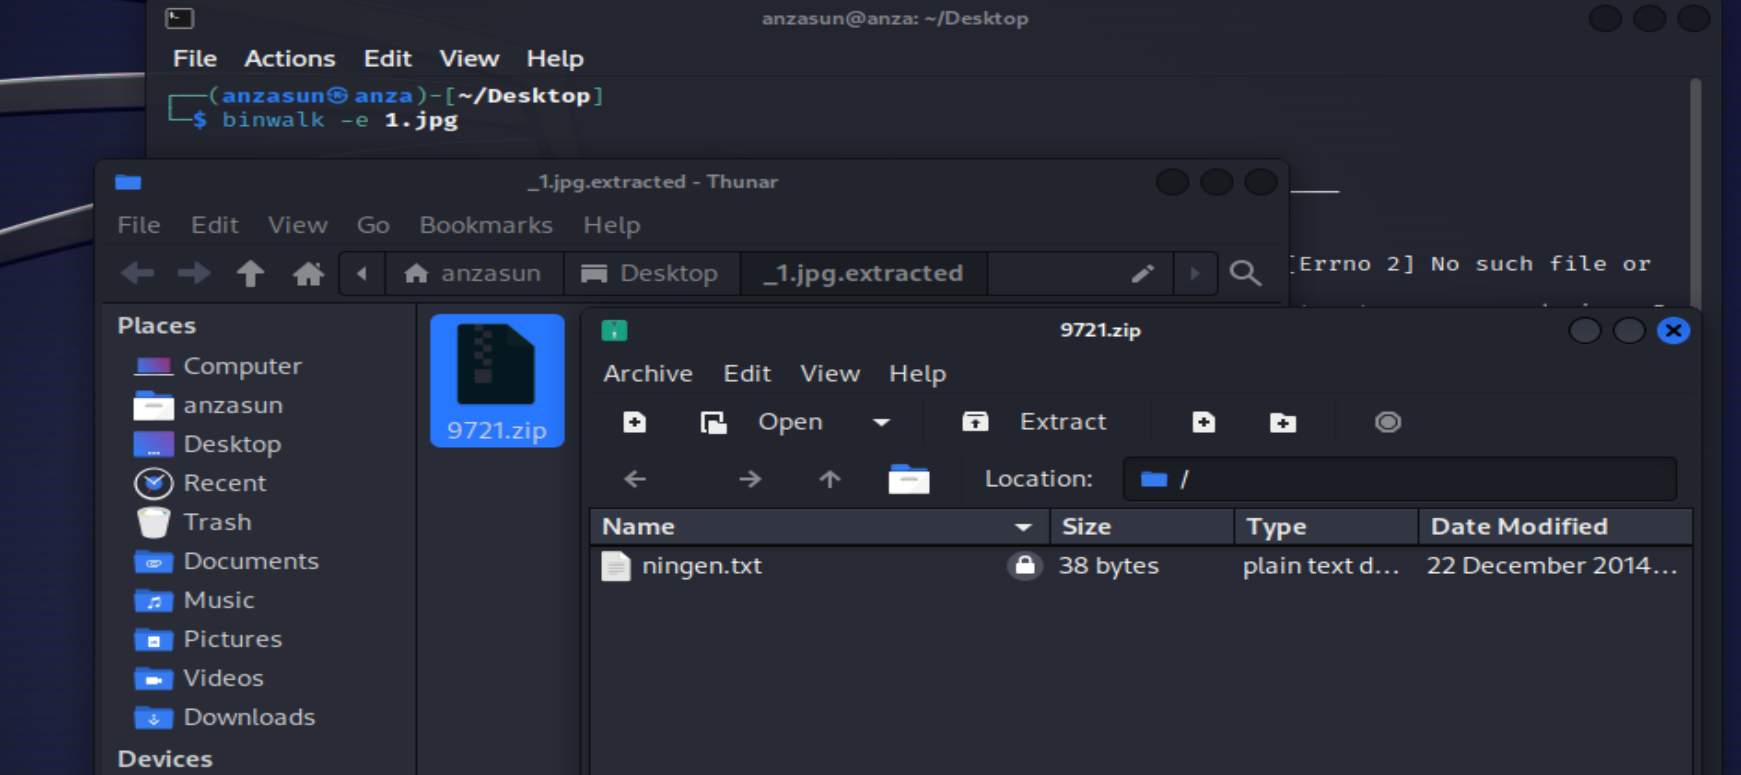 anzasun@anza: ~/Desktop
File Actions Edit View Help
(anzasun㉿anza)-[~/Desktop]
$ binwalk -e 1.jpg
_1.jpg.extracted - Thunar
File Edit View Go Bookmarks Help
anzasun Desktop _1.jpg.extracted
[Errno 2] No such file or
Places
Computer
anzasun
Desktop
Recent
Trash
Documents
Music
Pictures
Videos
Downloads
Devices
9721.zip
9721.zip
Archive Edit View Help
Open Extract
Location: /
Name Size Type Date Modified
ningen.txt 38 bytes plain text d... 22 December 2014...